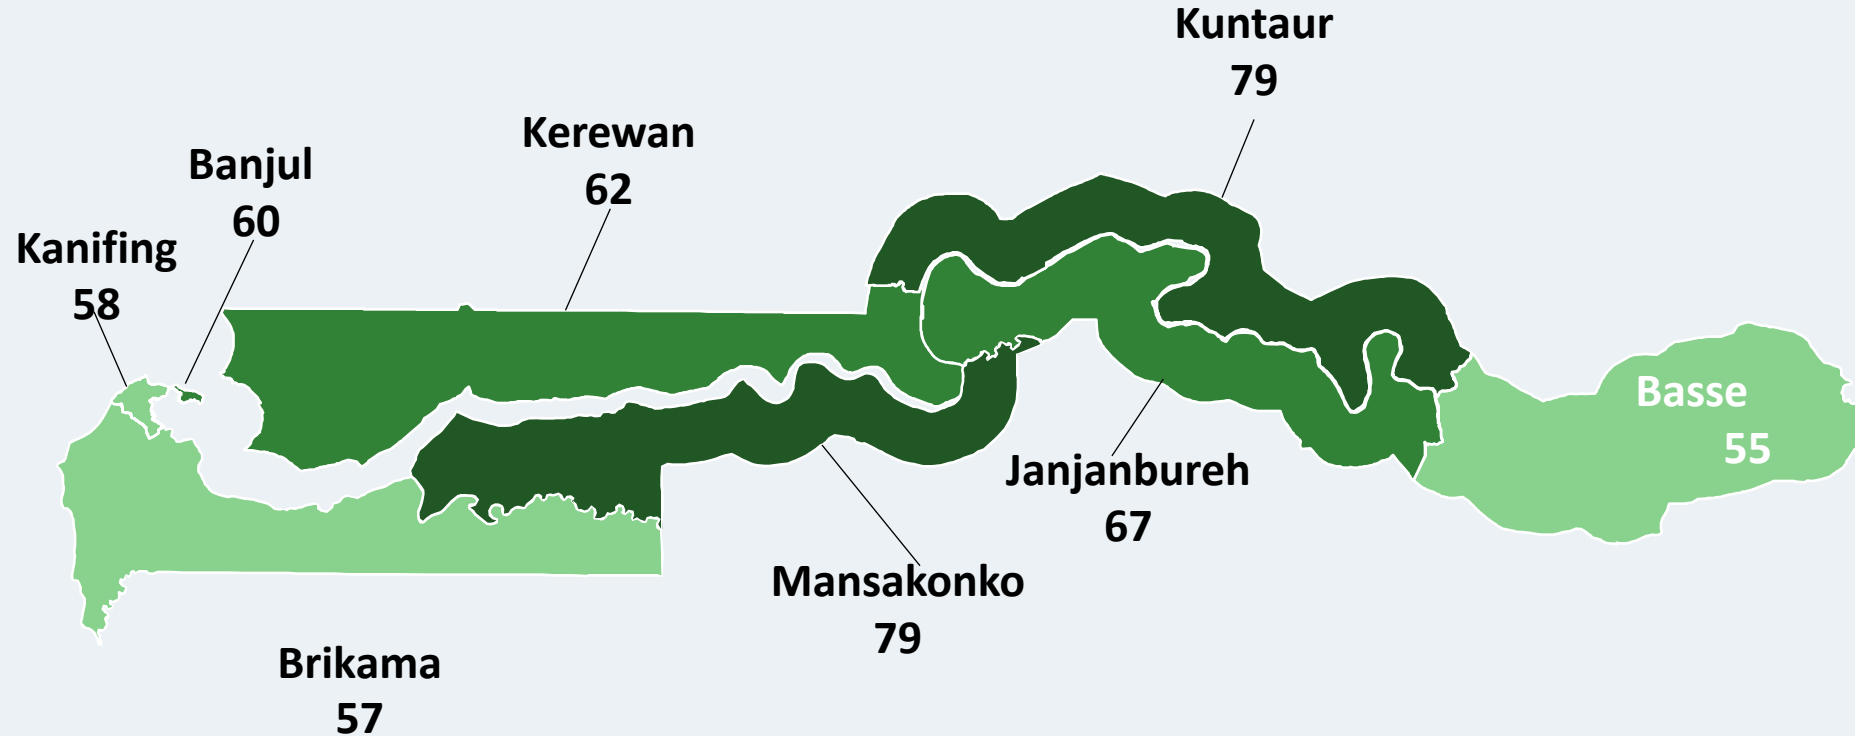 Kuntaur
79
Kerewan
62
Banjul
60
Kanifing
58
Basse
55
Janjanbureh
67
Mansakonko
79
Brikama
57